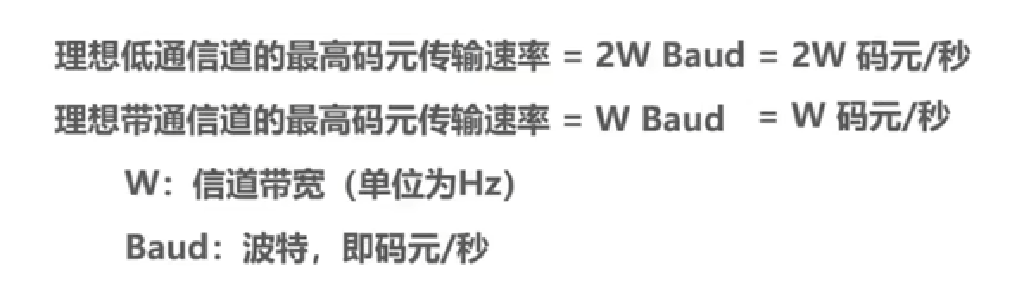 理想低通信道的最高码元传输速率 = 2W Baud = 2W 码元/秒
理想带通信道的最高码元传输速率 = W Baud = W 码元/秒
W：信道带宽（单位为Hz）
Baud：波特，即码元/秒